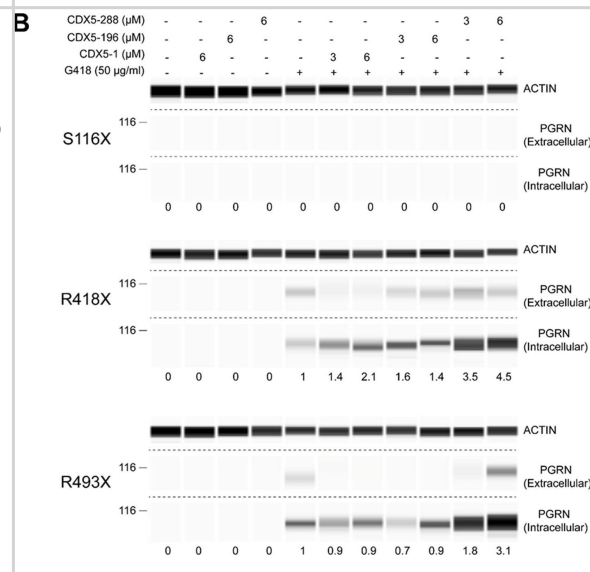 B
CDX5-288 (µM) - - - 6 - - - - - 3 6
CDX5-196 (µM) - - 6 - - - - 3 6 - -
CDX5-1 (µM) - 6 - - - 3 6 - - - -
G418 (50 µg/ml) - - - - + + + + + + +
ACTIN
116
S116X
PGRN
(Extracellular)
116
PGRN
(Intracellular)
0 0 0 0 0 0 0 0 0 0 0
ACTIN
116
R418X
PGRN
(Extracellular)
116
PGRN
(Intracellular)
0 0 0 0 1 1.4 2.1 1.6 1.4 3.5 4.5
ACTIN
116
R493X
PGRN
(Extracellular)
116
PGRN
(Intracellular)
0 0 0 0 1 0.9 0.9 0.7 0.9 1.8 3.1